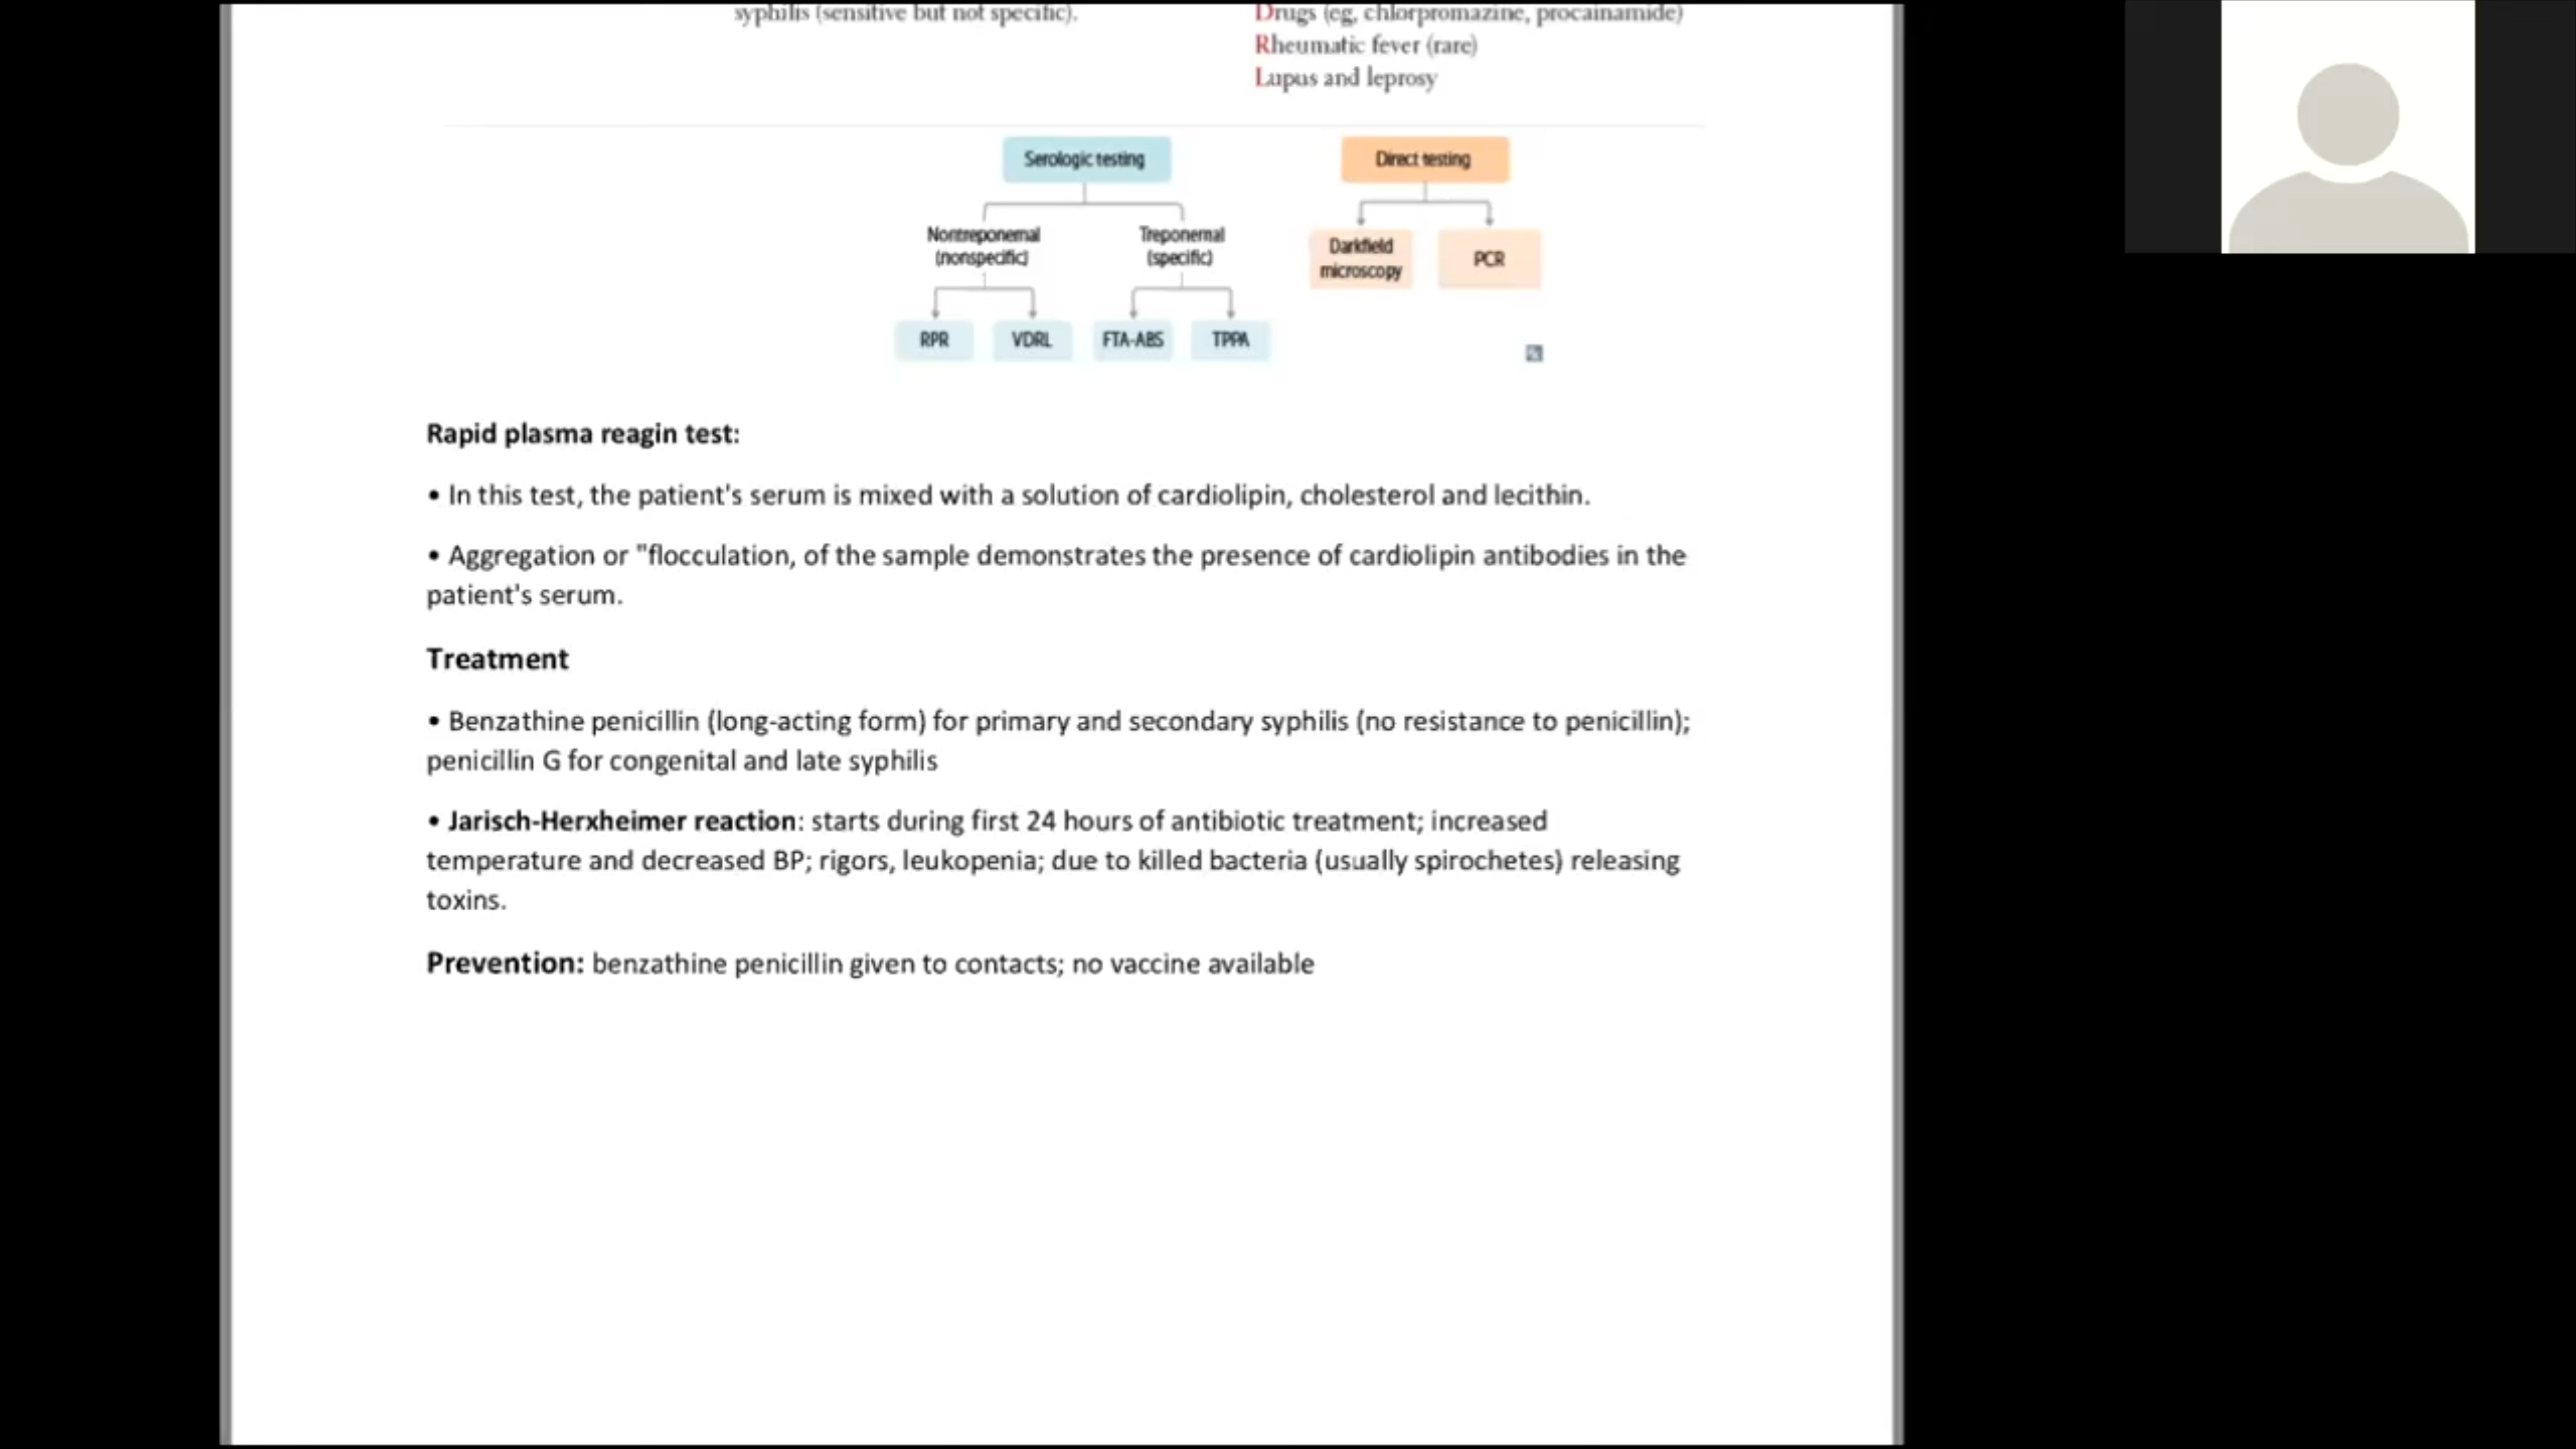 syphilis (sensitive but not specific).
Drugs (eg, chlorpromazine, procainamide)
Rheumatic fever (rare)
Lupus and leprosy
Serologic testing
Direct testing
Nontreponemal
(nonspecific)
Treponemal
(specific)
Darkfield
microscopy
PCR
RPR
VDRL
FTA-ABS
TPPA
Rapid plasma reagin test:
• In this test, the patient's serum is mixed with a solution of cardiolipin, cholesterol and lecithin.
• Aggregation or "flocculation, of the sample demonstrates the presence of cardiolipin antibodies in the
patient's serum.
Treatment
• Benzathine penicillin (long-acting form) for primary and secondary syphilis (no resistance to penicillin);
penicillin G for congenital and late syphilis
• Jarisch-Herxheimer reaction: starts during first 24 hours of antibiotic treatment; increased
temperature and decreased BP; rigors, leukopenia; due to killed bacteria (usually spirochetes) releasing
toxins.
Prevention: benzathine penicillin given to contacts; no vaccine available